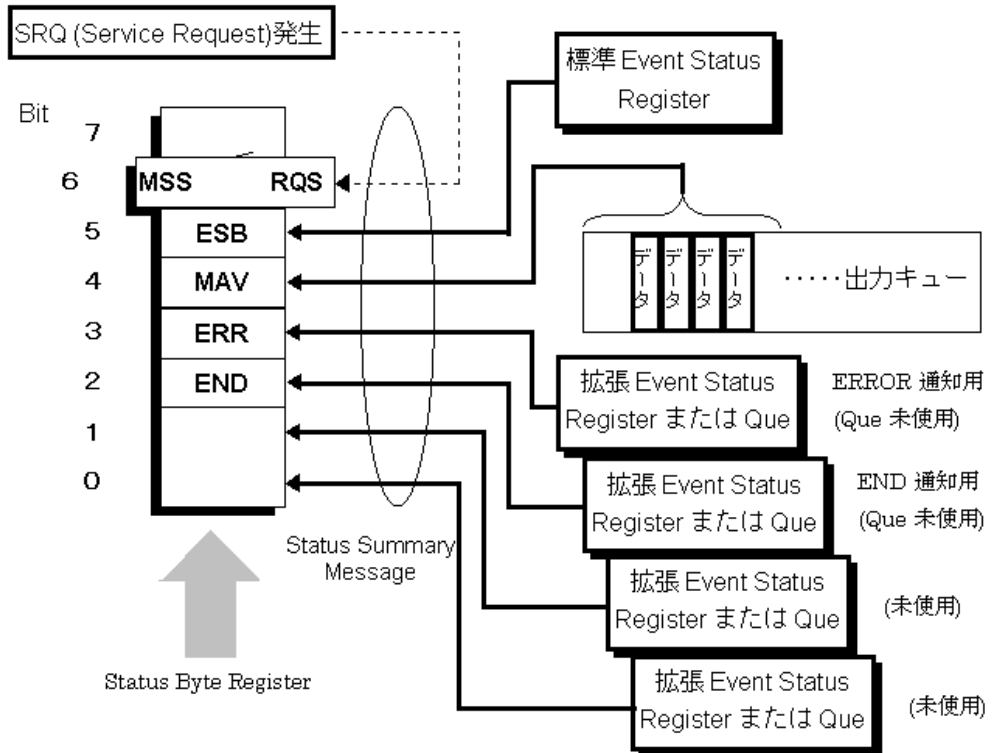 SRQ (Service Request)発生
標準 Event Status
Register
Bit
7
6
MSS RQS
5
ESB
4
MAV
3
ERR
2
END
1
0
データ
データ
データ
データ
‥‥‥出力キュー
拡張 Event Status
Register または Que
ERROR 通知用
(Que 未使用)
拡張 Event Status
Register または Que
END 通知用
(Que 未使用)
拡張 Event Status
Register または Que
(未使用)
拡張 Event Status
Register または Que
(未使用)
Status Summary
Message
Status Byte Register